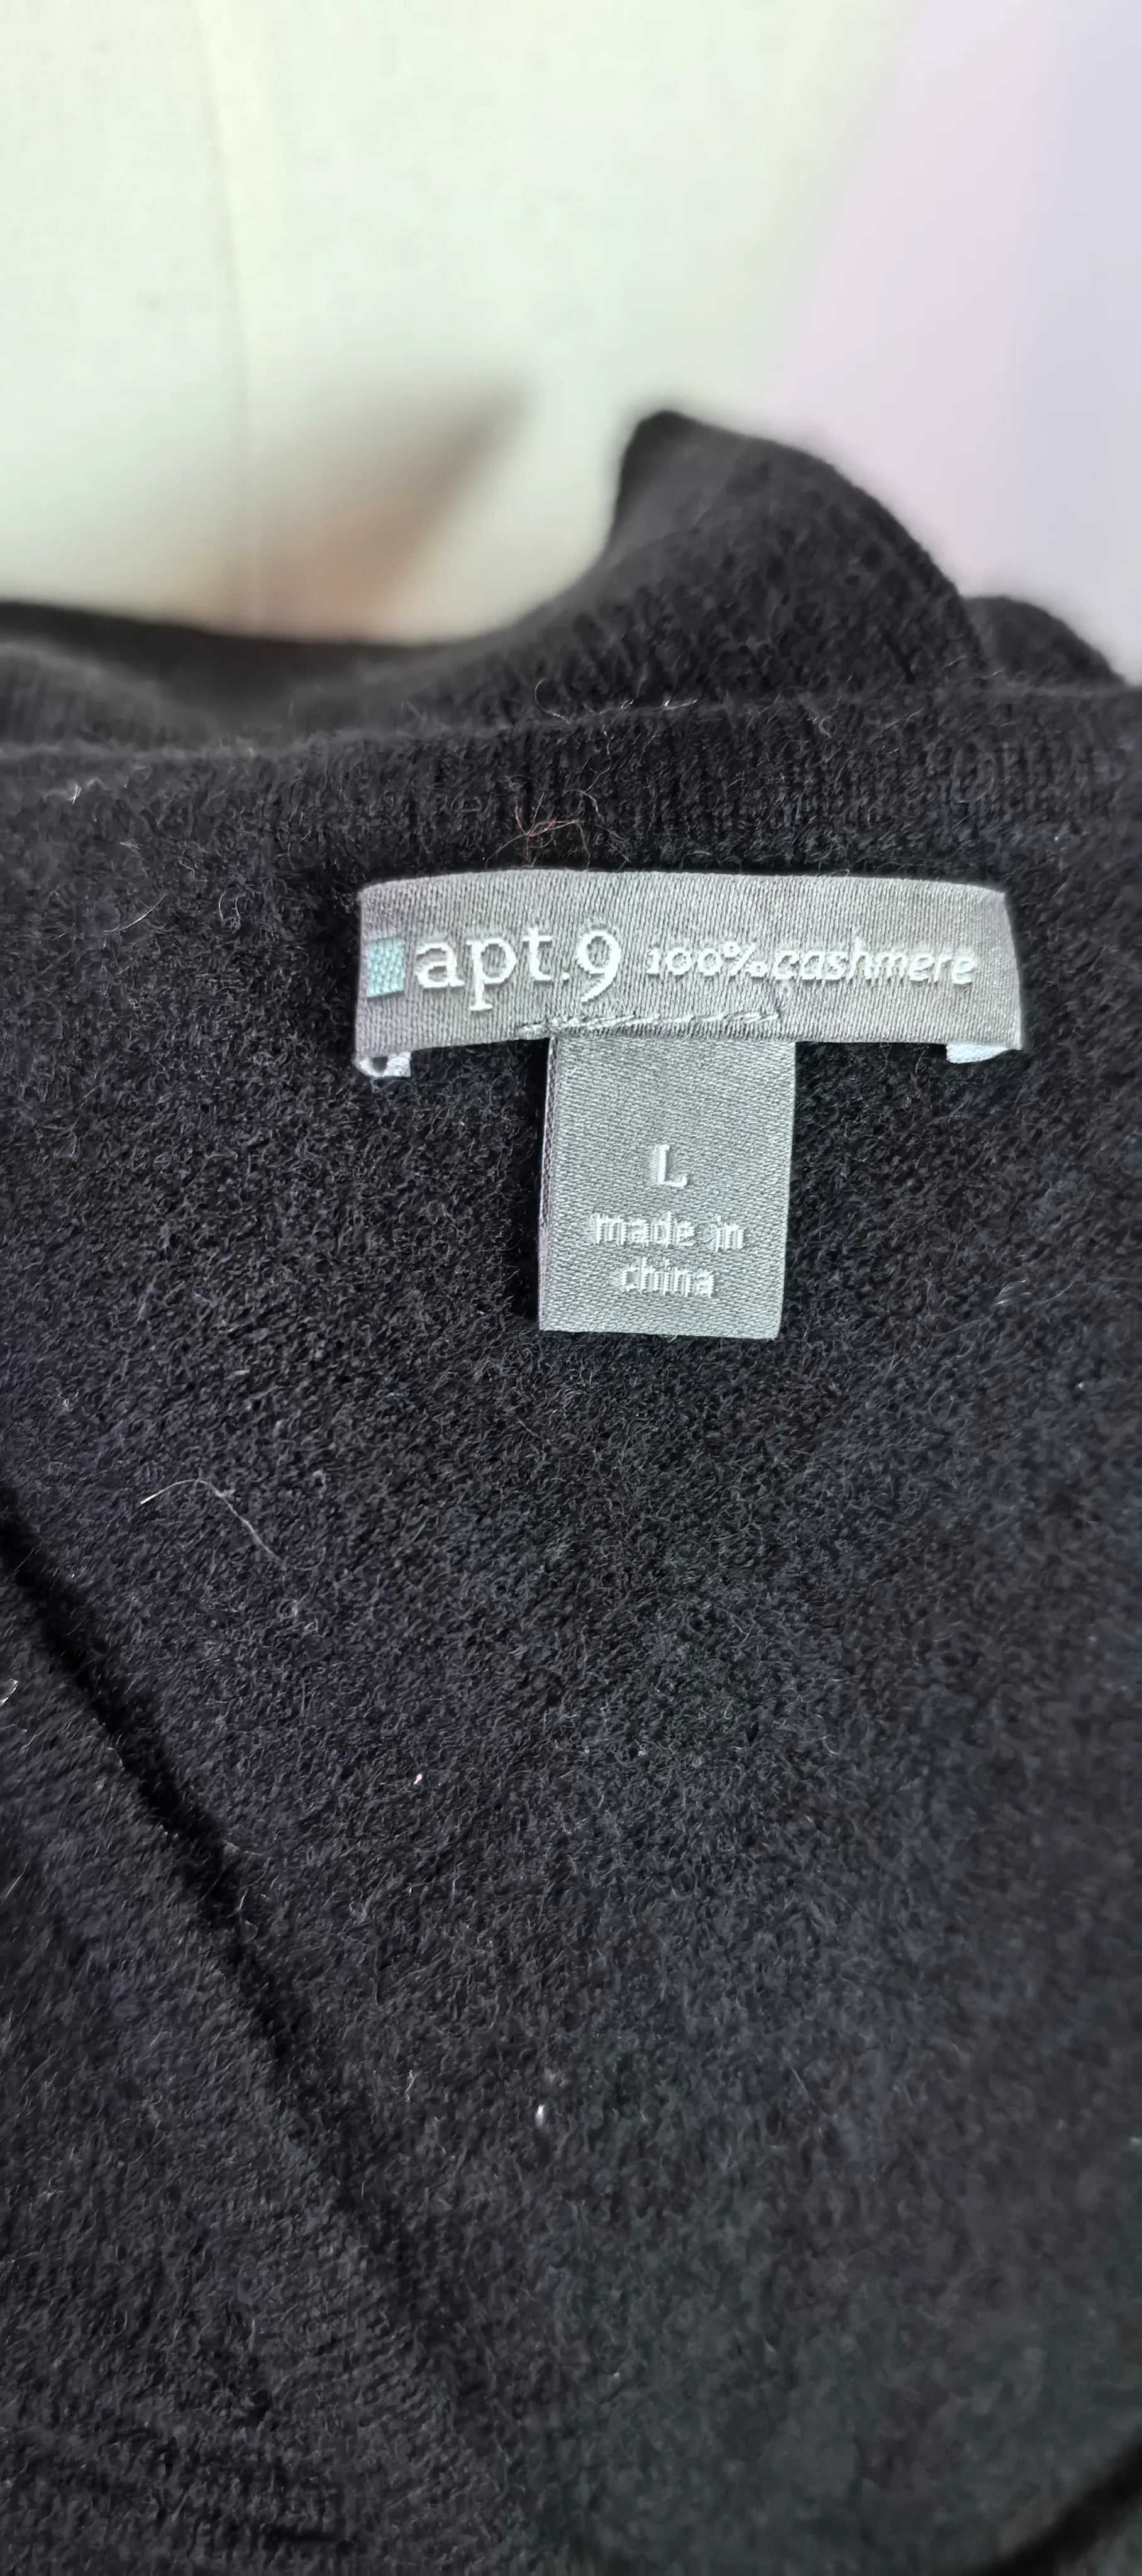 apt.9 100% cashmere
L
made in
china